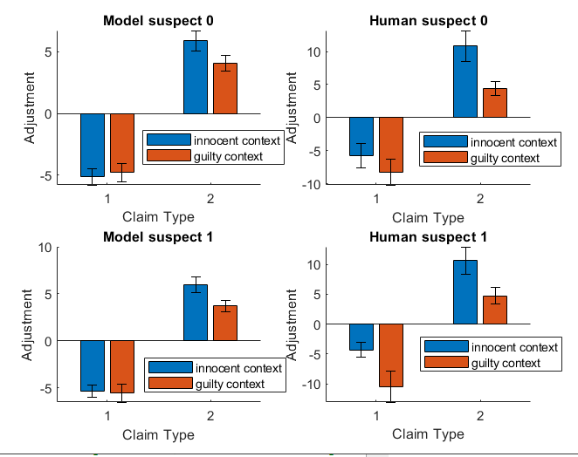 Model suspect 0
Adjustment
5
0
-5
innocent context
guilty context
1
2
Claim Type
Human suspect 0
Adjustment
10
5
0
-5
-10
innocent context
guilty context
1
2
Claim Type
Model suspect 1
Adjustment
10
5
0
-5
innocent context
guilty context
1
2
Claim Type
Human suspect 1
Adjustment
10
5
0
-5
-10
innocent context
guilty context
1
2
Claim Type